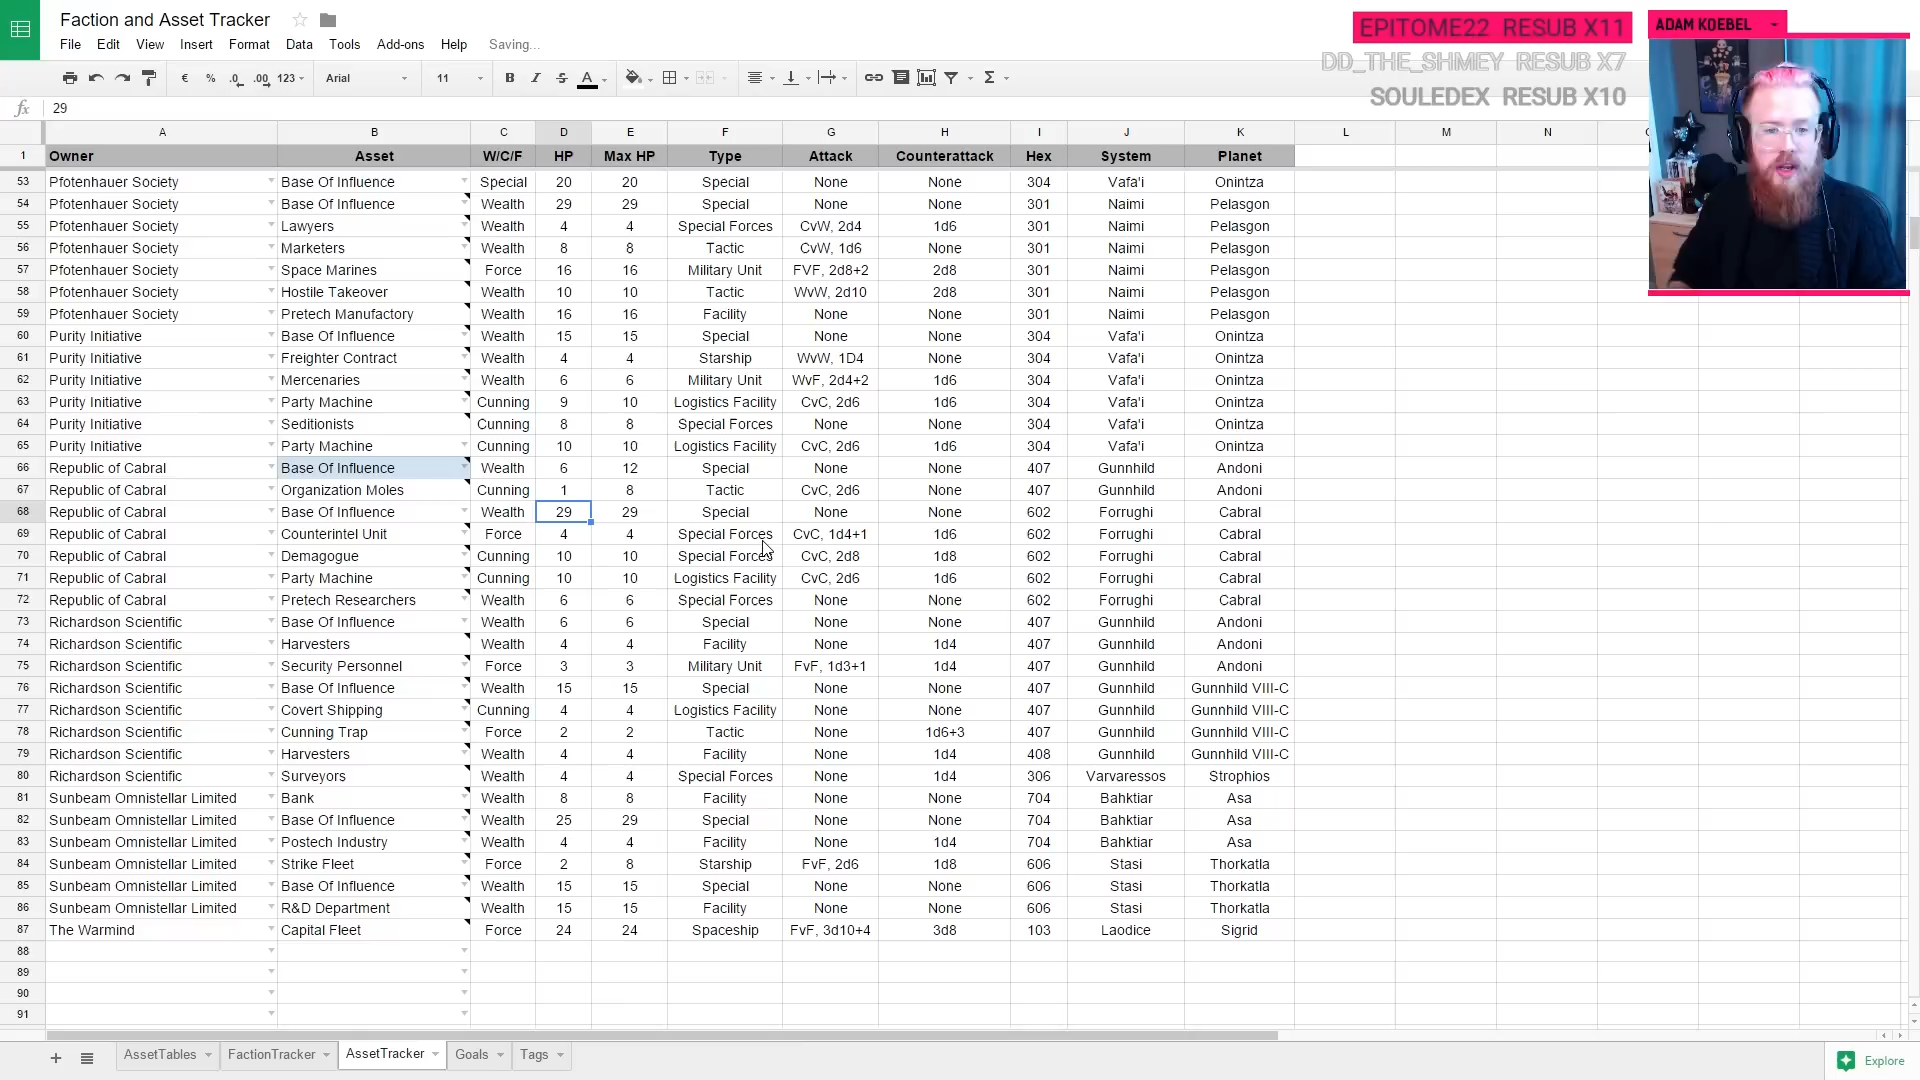 Faction and Asset Tracker
File Edit View Insert Format Data Tools Add-ons Help Saving...
€ % .0 .00 123 Arial 11 B I S A Σ
fx 29
A B C D E F G H I J K L M N
1 Owner Asset W/C/F HP Max HP Type Attack Counterattack Hex System Planet
53 Pfotenhauer Society Base Of Influence Special 20 20 Special None None 304 Vafa'i Onintza
54 Pfotenhauer Society Base Of Influence Wealth 29 29 Special None None 301 Naimi Pelasgon
55 Pfotenhauer Society Lawyers Wealth 4 4 Special Forces CvW, 2d4 1d6 301 Naimi Pelasgon
56 Pfotenhauer Society Marketers Wealth 8 8 Tactic CvW, 1d6 None 301 Naimi Pelasgon
57 Pfotenhauer Society Space Marines Force 16 16 Military Unit FVF, 2d8+2 2d8 301 Naimi Pelasgon
58 Pfotenhauer Society Hostile Takeover Wealth 10 10 Tactic WvW, 2d10 2d8 301 Naimi Pelasgon
59 Pfotenhauer Society Pretech Manufactory Wealth 16 16 Facility None None 301 Naimi Pelasgon
60 Purity Initiative Base Of Influence Wealth 15 15 Special None None 304 Vafa'i Onintza
61 Purity Initiative Freighter Contract Wealth 4 4 Starship WvW, 1D4 None 304 Vafa'i Onintza
62 Purity Initiative Mercenaries Wealth 6 6 Military Unit WvF, 2d4+2 1d6 304 Vafa'i Onintza
63 Purity Initiative Party Machine Cunning 9 10 Logistics Facility CvC, 2d6 1d6 304 Vafa'i Onintza
64 Purity Initiative Seditionists Cunning 8 8 Special Forces None None 304 Vafa'i Onintza
65 Purity Initiative Party Machine Cunning 10 10 Logistics Facility CvC, 2d6 1d6 304 Vafa'i Onintza
66 Republic of Cabral Base Of Influence Wealth 6 12 Special None None 407 Gunnhild Andoni
67 Republic of Cabral Organization Moles Cunning 1 8 Tactic CvC, 2d6 None 407 Gunnhild Andoni
68 Republic of Cabral Base Of Influence Wealth 29 29 Special None None 602 Forrughi Cabral
69 Republic of Cabral Counterintel Unit Force 4 4 Special Forces CvC, 1d4+1 1d6 602 Forrughi Cabral
70 Republic of Cabral Demagogue Cunning 10 10 Special Forces CvC, 2d8 1d8 602 Forrughi Cabral
71 Republic of Cabral Party Machine Cunning 10 10 Logistics Facility CvC, 2d6 1d6 602 Forrughi Cabral
72 Republic of Cabral Pretech Researchers Wealth 6 6 Special Forces None None 602 Forrughi Cabral
73 Richardson Scientific Base Of Influence Wealth 6 6 Special None None 407 Gunnhild Andoni
74 Richardson Scientific Harvesters Wealth 4 4 Facility None 1d4 407 Gunnhild Andoni
75 Richardson Scientific Security Personnel Force 3 3 Military Unit FvF, 1d3+1 1d4 407 Gunnhild Andoni
76 Richardson Scientific Base Of Influence Wealth 15 15 Special None None 407 Gunnhild Gunnhild VIII-C
77 Richardson Scientific Covert Shipping Cunning 4 4 Logistics Facility None None 407 Gunnhild Gunnhild VIII-C
78 Richardson Scientific Cunning Trap Force 2 2 Tactic None 1d6+3 407 Gunnhild Gunnhild VIII-C
79 Richardson Scientific Harvesters Wealth 4 4 Facility None 1d4 408 Gunnhild Gunnhild VIII-C
80 Richardson Scientific Surveyors Wealth 4 4 Special Forces None 1d4 306 Varvaressos Strophios
81 Sunbeam Omnistellar Limited Bank Wealth 8 8 Facility None None 704 Bahktiar Asa
82 Sunbeam Omnistellar Limited Base Of Influence Wealth 25 29 Special None None 704 Bahktiar Asa
83 Sunbeam Omnistellar Limited Postech Industry Wealth 4 4 Facility None 1d4 704 Bahktiar Asa
84 Sunbeam Omnistellar Limited Strike Fleet Force 2 8 Starship FvF, 2d6 1d8 606 Stasi Thorkatla
85 Sunbeam Omnistellar Limited Base Of Influence Wealth 15 15 Special None None 606 Stasi Thorkatla
86 Sunbeam Omnistellar Limited R&D Department Wealth 15 15 Facility None None 606 Stasi Thorkatla
87 The Warmind Capital Fleet Force 24 24 Spaceship FvF, 3d10+4 3d8 103 Laodice Sigrid
88
89
90
91
AssetTables FactionTracker AssetTracker Goals Tags Explore
EPITOME22 RESUB X11
DD_THE_SHMEY RESUB X7
SOULEDEX RESUB X10
ADAM KOEBEL